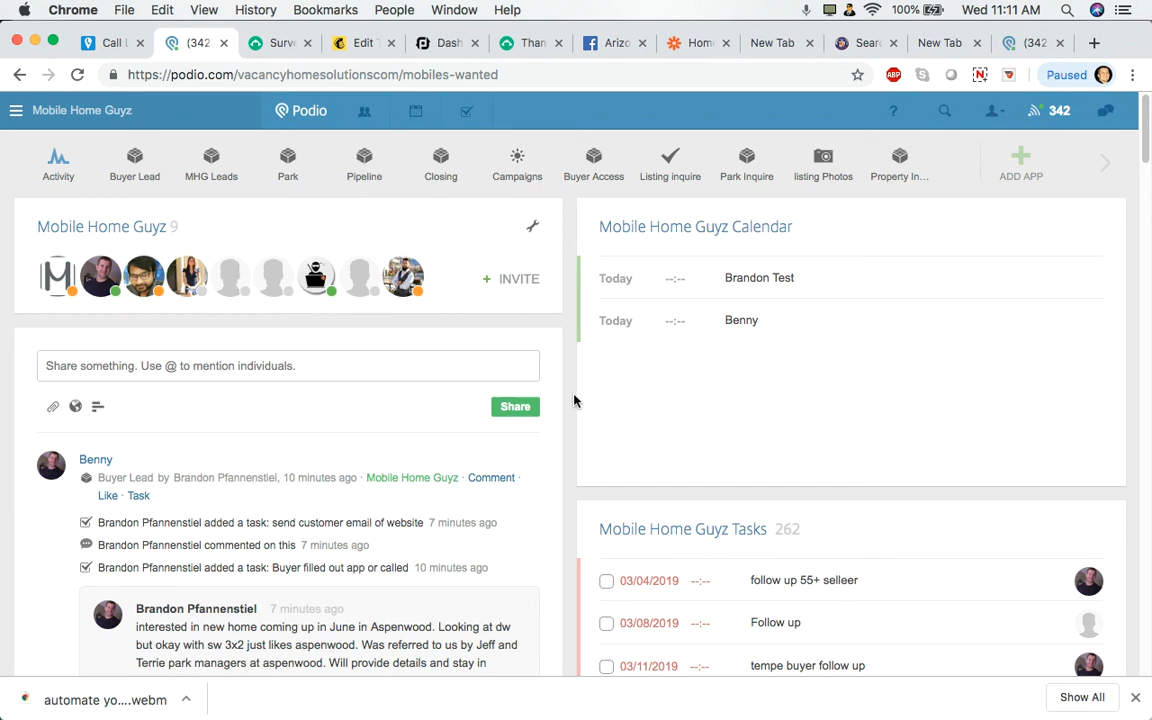 Chrome File Edit View History Bookmarks People Window Help 100% Wed 11:11 AM
Call L (342 Surve Edit T Dash Than Arizo Home New Tab Searc New Tab (342
https://podio.com/vacancyhomesolutionscom/mobiles-wanted ABP Paused
Mobile Home Guyz Podio ? 342
Activity Buyer Lead MHG Leads Park Pipeline Closing Campaigns Buyer Access Listing inquire Park Inquire listing Photos Property In... ADD APP
Mobile Home Guyz 9
+ INVITE
Mobile Home Guyz Calendar
Today --:-- Brandon Test
Today --:-- Benny
Share something. Use @ to mention individuals.
Share
Benny
Buyer Lead by Brandon Pfannenstiel, 10 minutes ago · Mobile Home Guyz · Comment ·
Like · Task
Brandon Pfannenstiel added a task: send customer email of website 7 minutes ago
Brandon Pfannenstiel commented on this 7 minutes ago
Brandon Pfannenstiel added a task: Buyer filled out app or called 10 minutes ago
Brandon Pfannenstiel 7 minutes ago
interested in new home coming up in June in Aspenwood. Looking at dw
but okay with sw 3x2 just likes aspenwood. Was referred to us by Jeff and
Terrie park managers at aspenwood. Will provide details and stay in
Mobile Home Guyz Tasks 262
03/04/2019 --:-- follow up 55+ selleer
03/08/2019 --:-- Follow up
03/11/2019 --:-- tempe buyer follow up
automate yo....webm
Show All